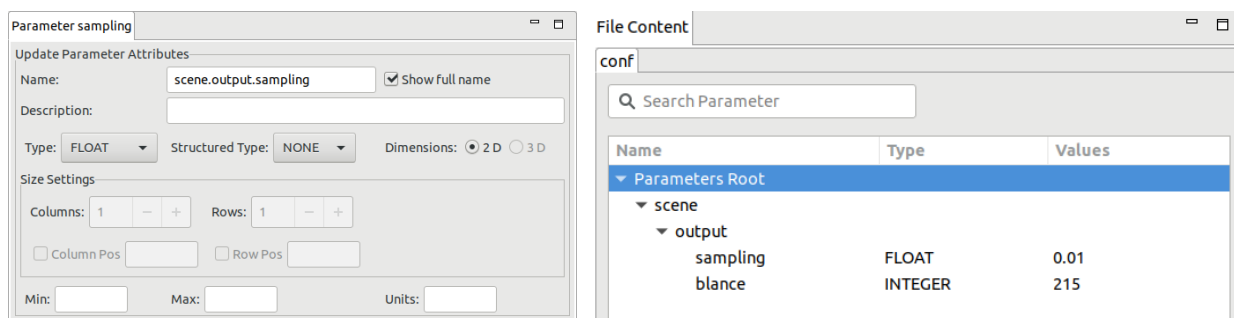 Parameter sampling
Update Parameter Attributes
Name: scene.output.sampling Show full name
Description:
Type: FLOAT Structured Type: NONE Dimensions: 2 D 3 D
Size Settings
Columns: 1 − + Rows: 1 − +
Column Pos Row Pos
Min: Max: Units:
File Content
conf
Search Parameter
Name Type Values
Parameters Root
scene
output
sampling FLOAT 0.01
blance INTEGER 215